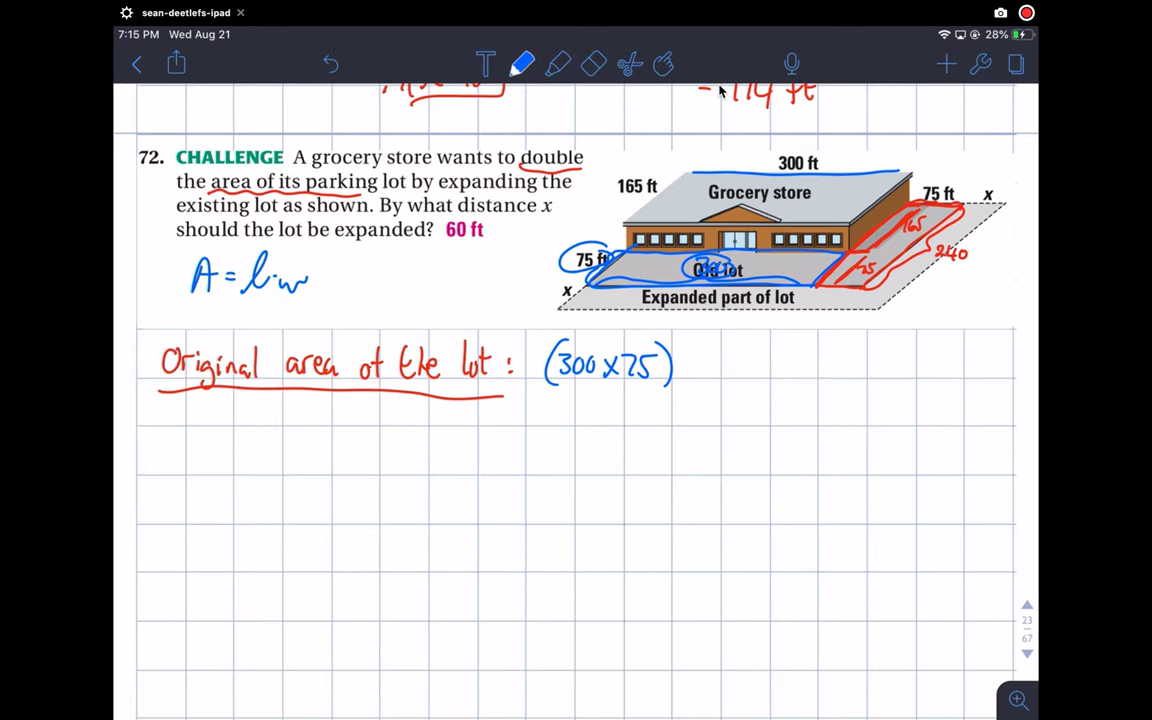 sean-deetlefs-ipad
7:15 PM Wed Aug 21
28%
T
114 ft
72. CHALLENGE A grocery store wants to double
the area of its parking lot by expanding the
existing lot as shown. By what distance x
should the lot be expanded? 60 ft
300 ft
165 ft
Grocery store
75 ft
x
165
75 ft
Old lot
300
75
240
x
Expanded part of lot
A = l·w
Original area of the lot: (300 x 75)
23
67